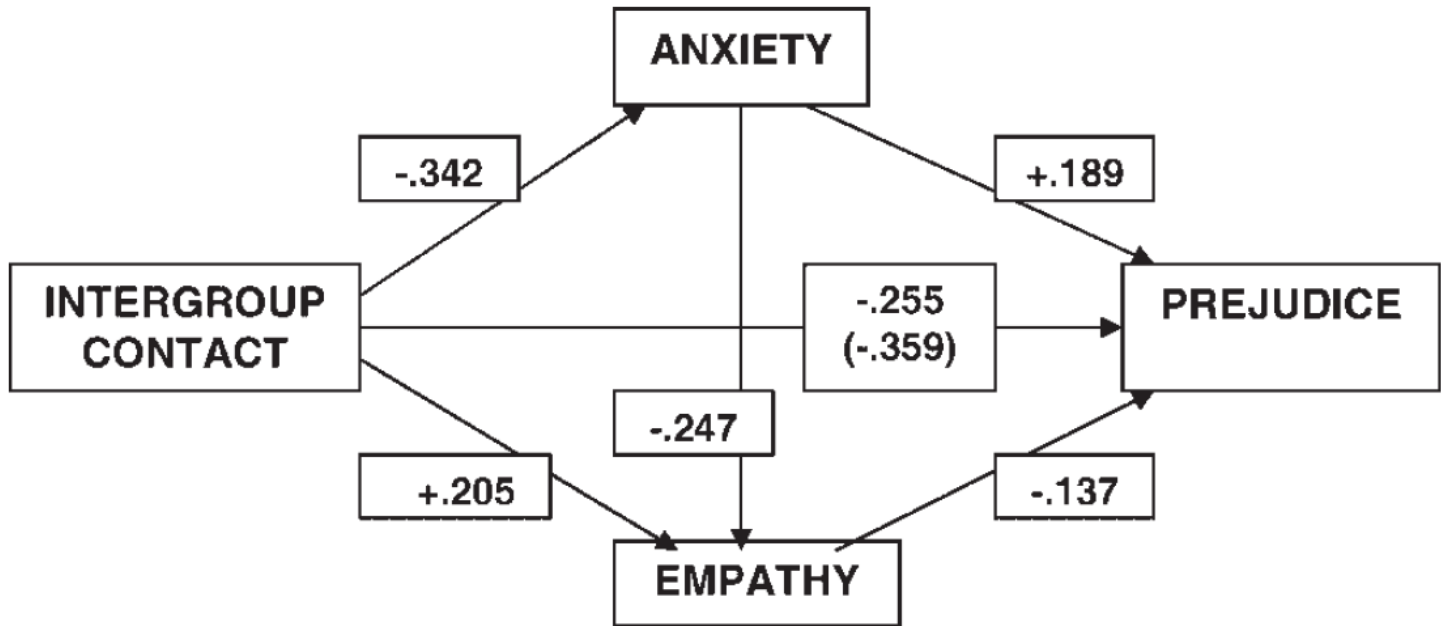 ANXIETY
-.342
+.189
INTERGROUP
CONTACT
-.255
(-.359)
PREJUDICE
-.247
+.205
-.137
EMPATHY